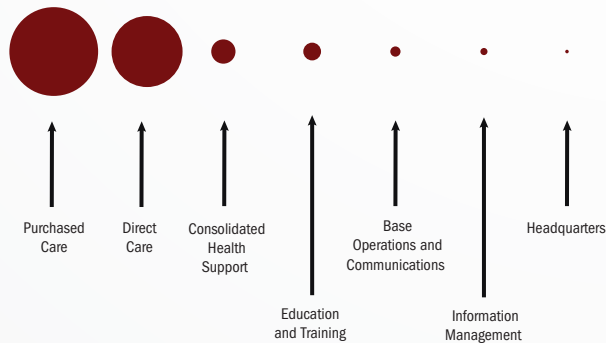 Purchased
Care
Direct
Care
Consolidated
Health
Support
Education
and Training
Base
Operations and
Communications
Information
Management
Headquarters